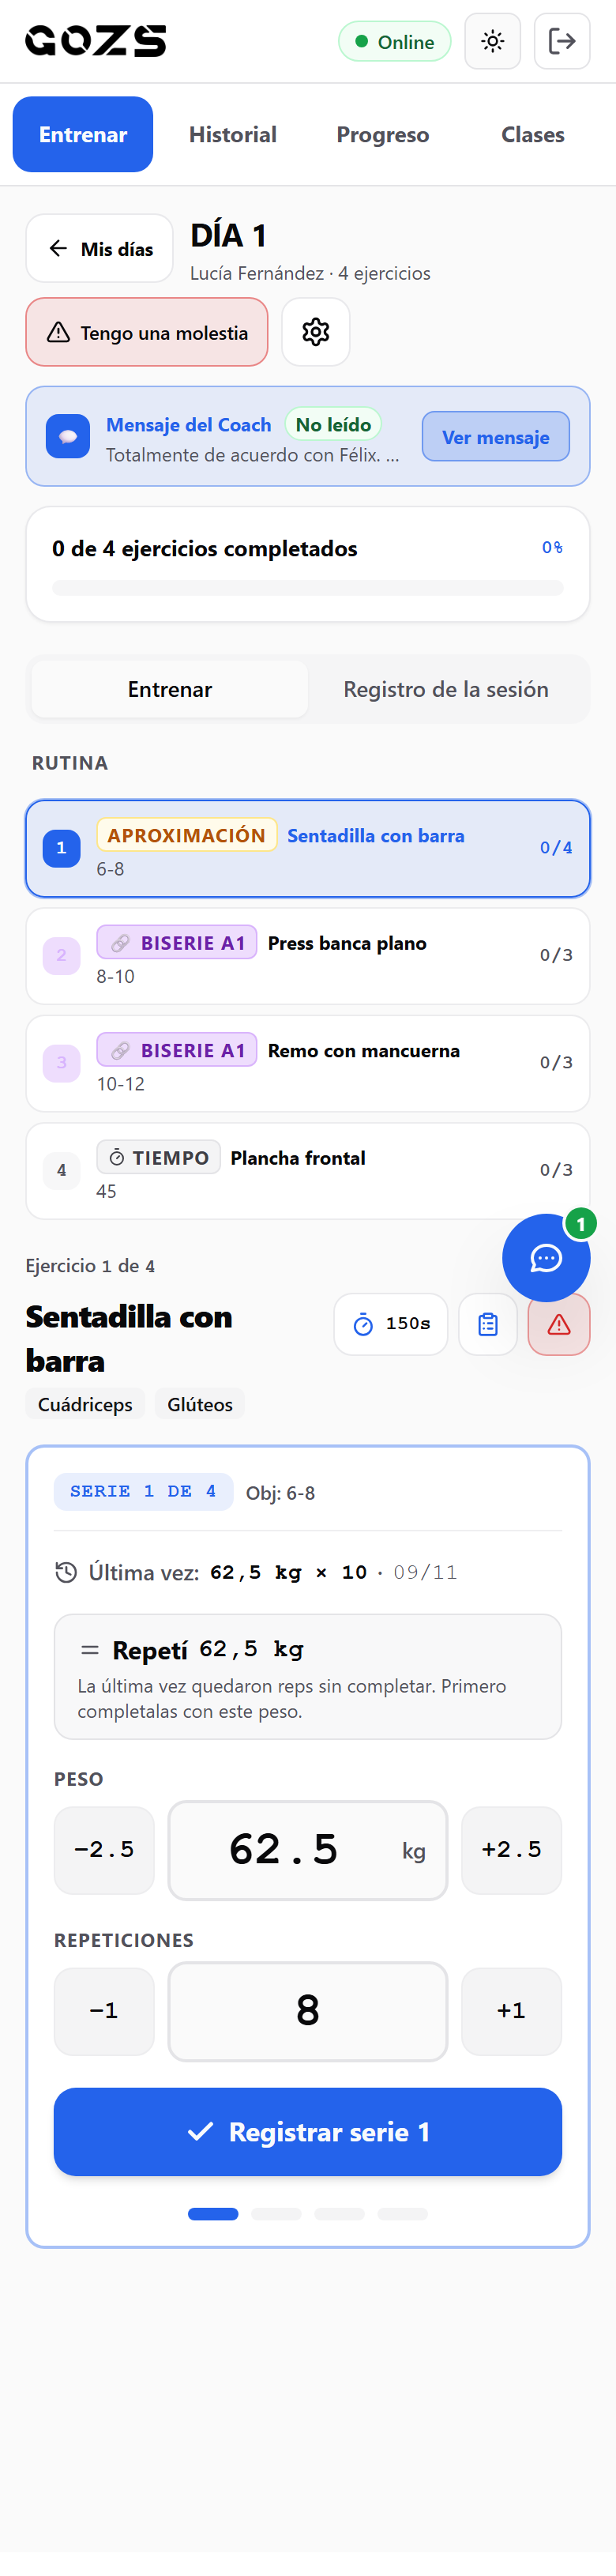 GOZS
Online
Entrenar
Historial
Progreso
Clases
Mis días
DÍA 1
Lucía Fernández · 4 ejercicios
Tengo una molestia
Mensaje del Coach
No leído
Totalmente de acuerdo con Félix. ...
Ver mensaje
0 de 4 ejercicios completados
0%
Entrenar
Registro de la sesión
RUTINA
1
APROXIMACIÓN
Sentadilla con barra
6-8
0/4
2
BISERIE A1
Press banca plano
8-10
0/3
3
BISERIE A1
Remo con mancuerna
10-12
0/3
4
TIEMPO
Plancha frontal
45
0/3
1
Ejercicio 1 de 4
Sentadilla con
barra
150s
Cuádriceps
Glúteos
SERIE 1 DE 4
Obj: 6-8
Última vez: 62,5 kg × 10 · 09/11
= Repetí 62,5 kg
La última vez quedaron reps sin completar. Primero
completalas con este peso.
PESO
−2.5
62.5
kg
+2.5
REPETICIONES
−1
8
+1
Registrar serie 1